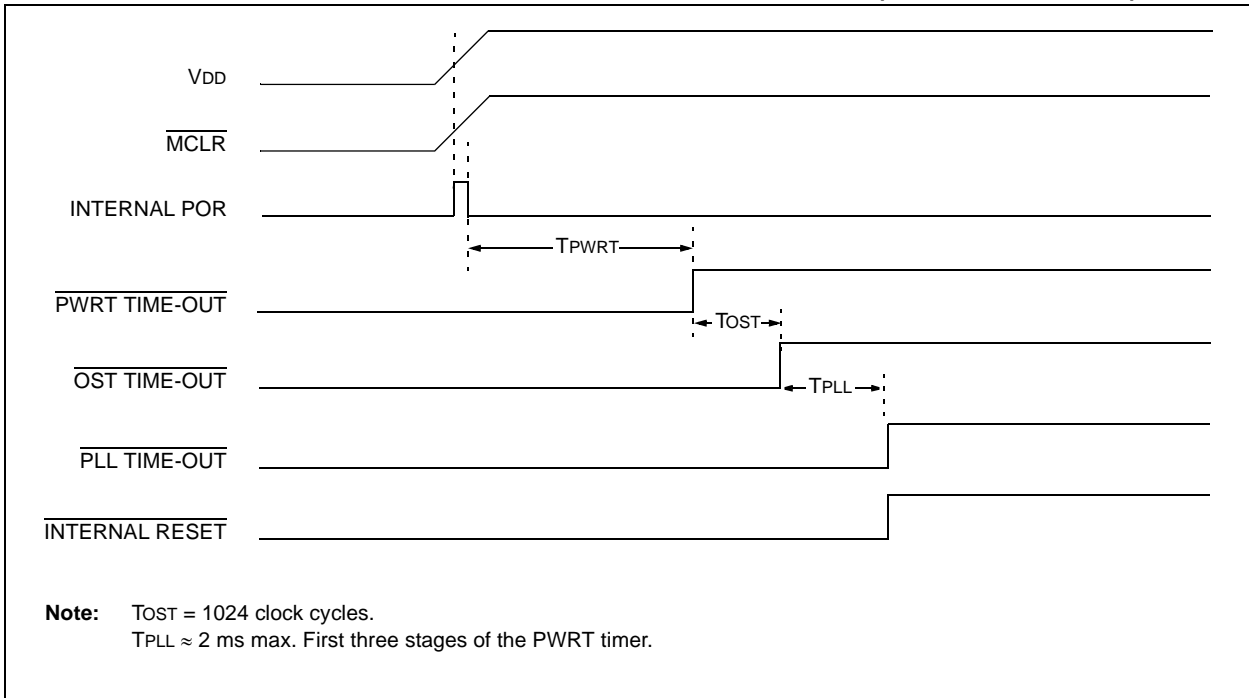 VDD
MCLR
INTERNAL POR
TPWRT
PWRT TIME-OUT
TOST
OST TIME-OUT
TPLL
PLL TIME-OUT
INTERNAL RESET
Note: TOST = 1024 clock cycles.
TPLL ≈ 2 ms max. First three stages of the PWRT timer.